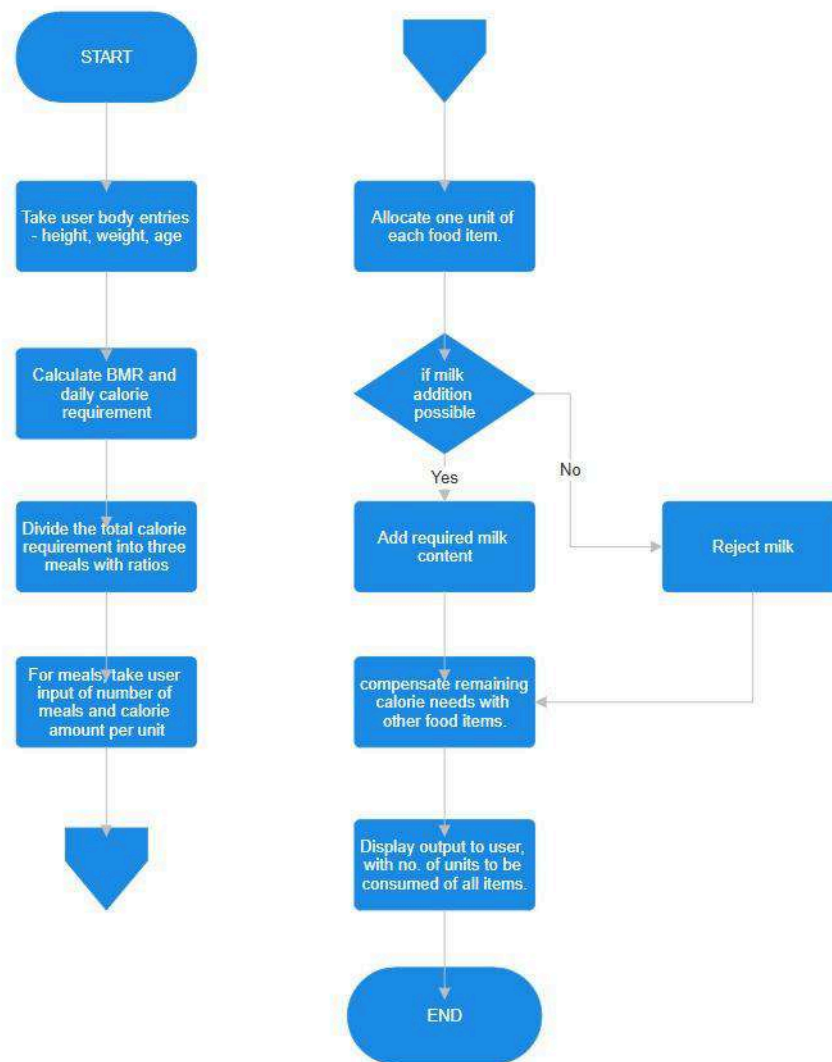 START
Take user body entries
- height, weight, age
Calculate BMR and
daily calorie
requirement
Divide the total calorie
requirement into three
meals with ratios
For meals, take user
input of number of
meals and calorie
amount per unit
Allocate one unit of
each food item.
if milk
addition
possible
Yes
No
Add required milk
content
Reject milk
compensate remaining
calorie needs with
other food items.
Display output to user,
with no. of units to be
consumed of all items.
END